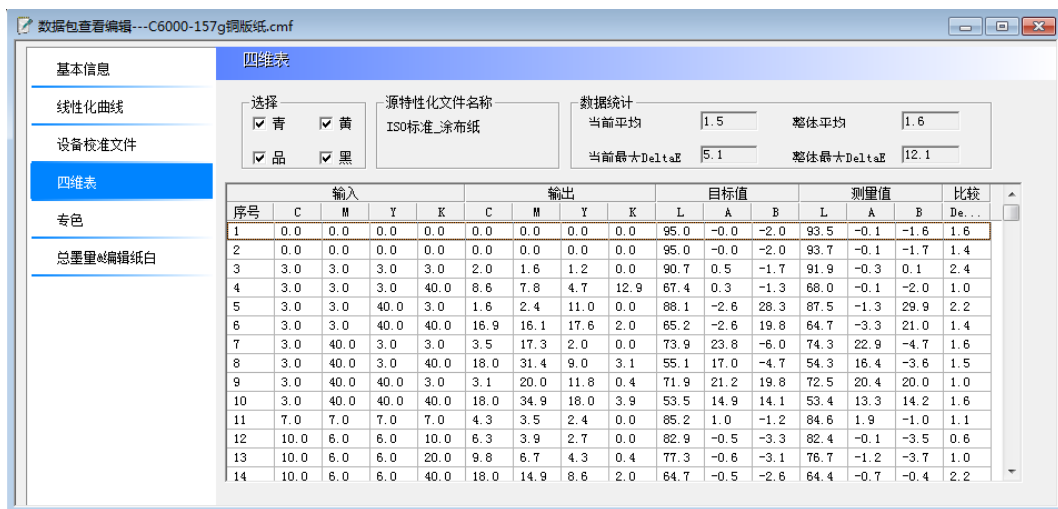 数据包查看编辑---C6000-157g铜版纸.cmf
基本信息
线性化曲线
设备校准文件
四维表
专色
总墨量&编辑纸白
四维表
选择
青 黄
品 黑
源特性化文件名称
ISO标准_涂布纸
数据统计
当前平均 1.5 整体平均 1.6
当前最大DeltaE 5.1 整体最大DeltaE 12.1
输入 输出 目标值 测量值 比较
序号 C M Y K C M Y K L A B L A B De...
1 0.0 0.0 0.0 0.0 0.0 0.0 0.0 0.0 95.0 -0.0 -2.0 93.5 -0.1 -1.6 1.6
2 0.0 0.0 0.0 0.0 0.0 0.0 0.0 0.0 95.0 -0.0 -2.0 93.7 -0.1 -1.7 1.4
3 3.0 3.0 3.0 3.0 2.0 1.6 1.2 0.0 90.7 0.5 -1.7 91.9 -0.3 0.1 2.4
4 3.0 3.0 3.0 40.0 8.6 7.8 4.7 12.9 67.4 0.3 -1.3 68.0 -0.1 -2.0 1.0
5 3.0 3.0 40.0 3.0 1.6 2.4 11.0 0.0 88.1 -2.6 28.3 87.5 -1.3 29.9 2.2
6 3.0 3.0 40.0 40.0 16.9 16.1 17.6 2.0 65.2 -2.6 19.8 64.7 -3.3 21.0 1.4
7 3.0 40.0 3.0 3.0 3.5 17.3 2.0 0.0 73.9 23.8 -6.0 74.3 22.9 -4.7 1.6
8 3.0 40.0 3.0 40.0 18.0 31.4 9.0 3.1 55.1 17.0 -4.7 54.3 16.4 -3.6 1.5
9 3.0 40.0 40.0 3.0 3.1 20.0 11.8 0.4 71.9 21.2 19.8 72.5 20.4 20.0 1.0
10 3.0 40.0 40.0 40.0 18.0 34.9 18.0 3.9 53.5 14.9 14.1 53.4 13.3 14.2 1.6
11 7.0 7.0 7.0 7.0 4.3 3.5 2.4 0.0 85.2 1.0 -1.2 84.6 1.9 -1.0 1.1
12 10.0 6.0 6.0 10.0 6.3 3.9 2.7 0.0 82.9 -0.5 -3.3 82.4 -0.1 -3.5 0.6
13 10.0 6.0 6.0 20.0 9.8 6.7 4.3 0.4 77.3 -0.6 -3.1 76.7 -1.2 -3.7 1.0
14 10.0 6.0 6.0 40.0 18.0 14.9 8.6 2.0 64.7 -0.5 -2.6 64.4 -0.7 -0.4 2.2